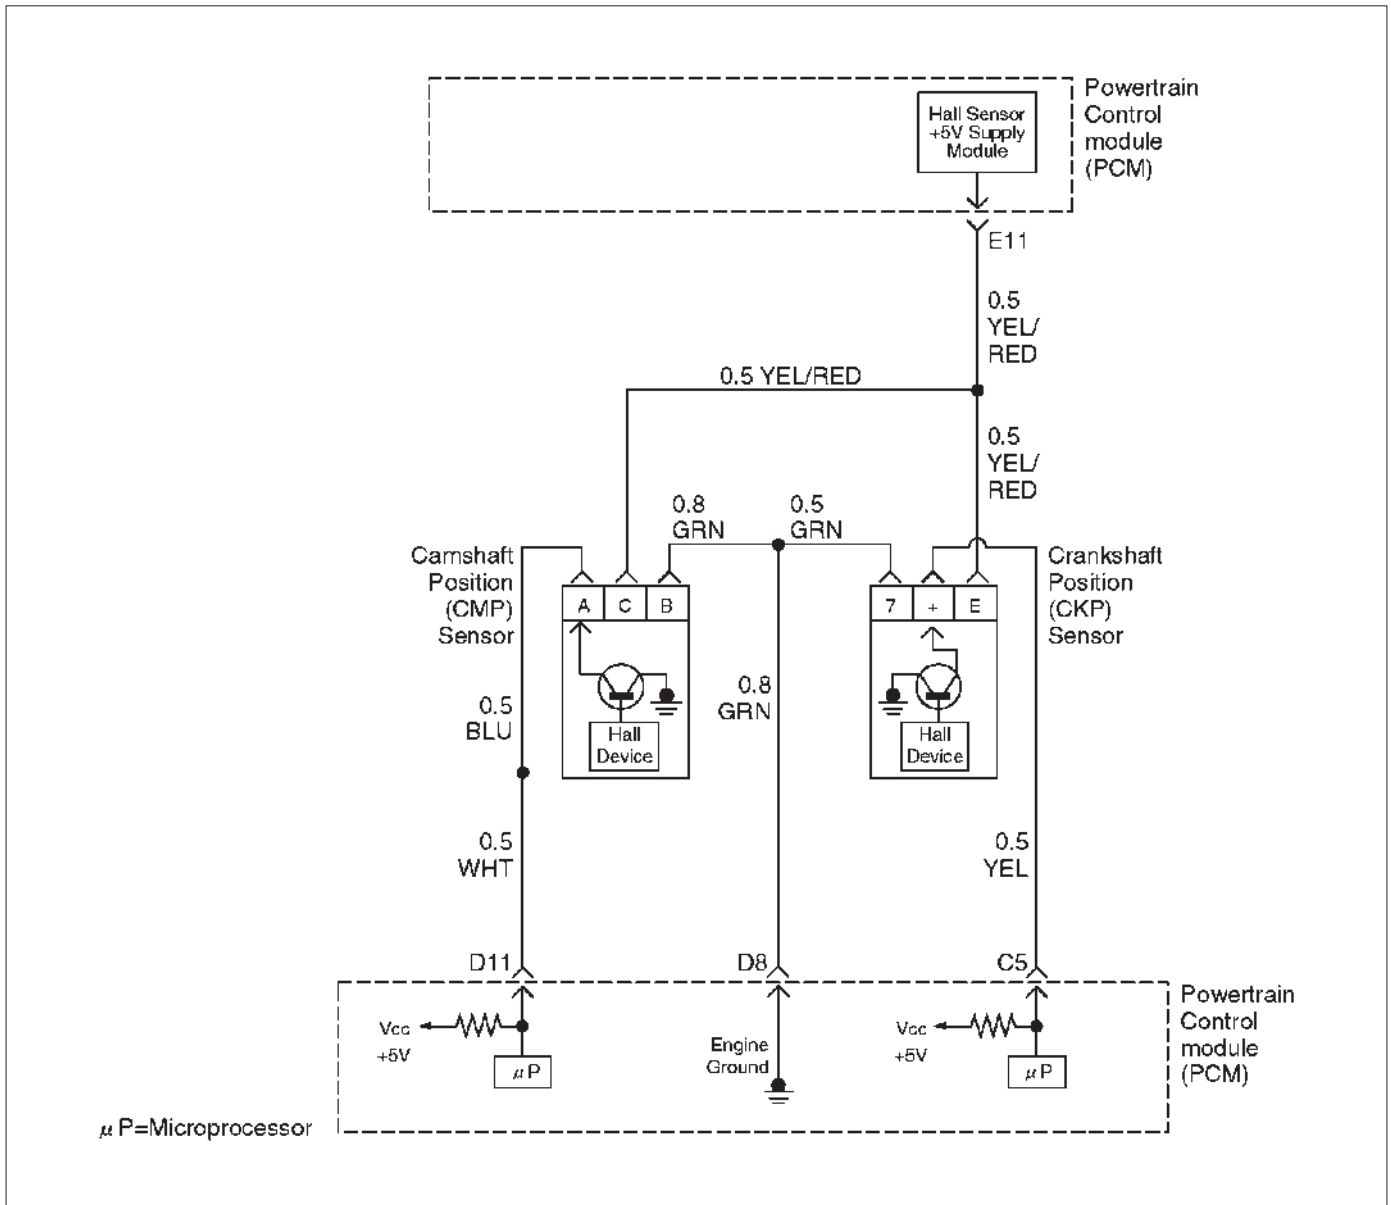 Powertrain
Control
module
(PCM)
Hall Sensor
+5V Supply
Module
E11
0.5
YEL/
RED
0.5 YEL/RED
0.5
YEL/
RED
0.8
GRN
0.5
GRN
Camshaft
Position
(CMP)
Sensor
A C B
7 + E
Crankshaft
Position
(CKP)
Sensor
Hall
Device
Hall
Device
0.5
BLU
0.8
GRN
0.5
WHT
0.5
YEL
D11
D8
C5
Powertrain
Control
module
(PCM)
Vcc
+5V
μP
Engine
Ground
Vcc
+5V
μP
μP=Microprocessor